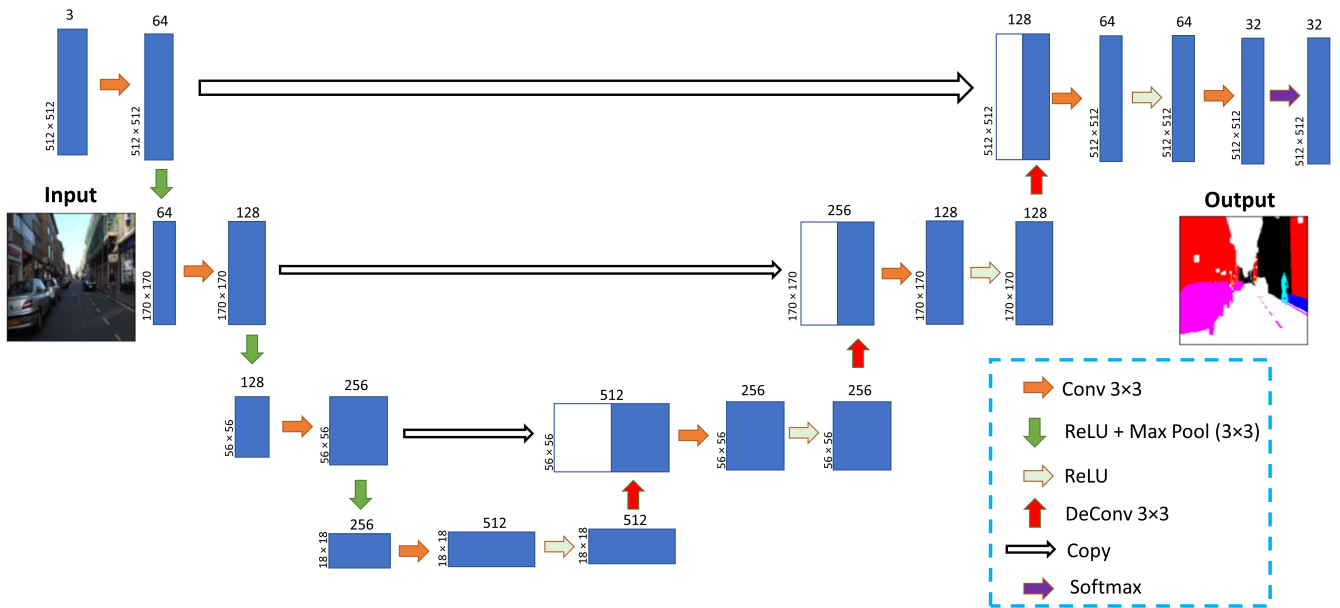 3
64
128
64
64
32
32
512 × 512
512 × 512
512 × 512
512 × 512
512 × 512
512 × 512
512 × 512
Input
Output
64
128
256
128
128
170 × 170
170 × 170
170 × 170
170 × 170
170 × 170
128
256
512
256
256
56 × 56
56 × 56
56 × 56
56 × 56
56 × 56
256
512
512
18 × 18
18 × 18
18 × 18
Conv 3×3
ReLU + Max Pool (3×3)
ReLU
DeConv 3×3
Copy
Softmax